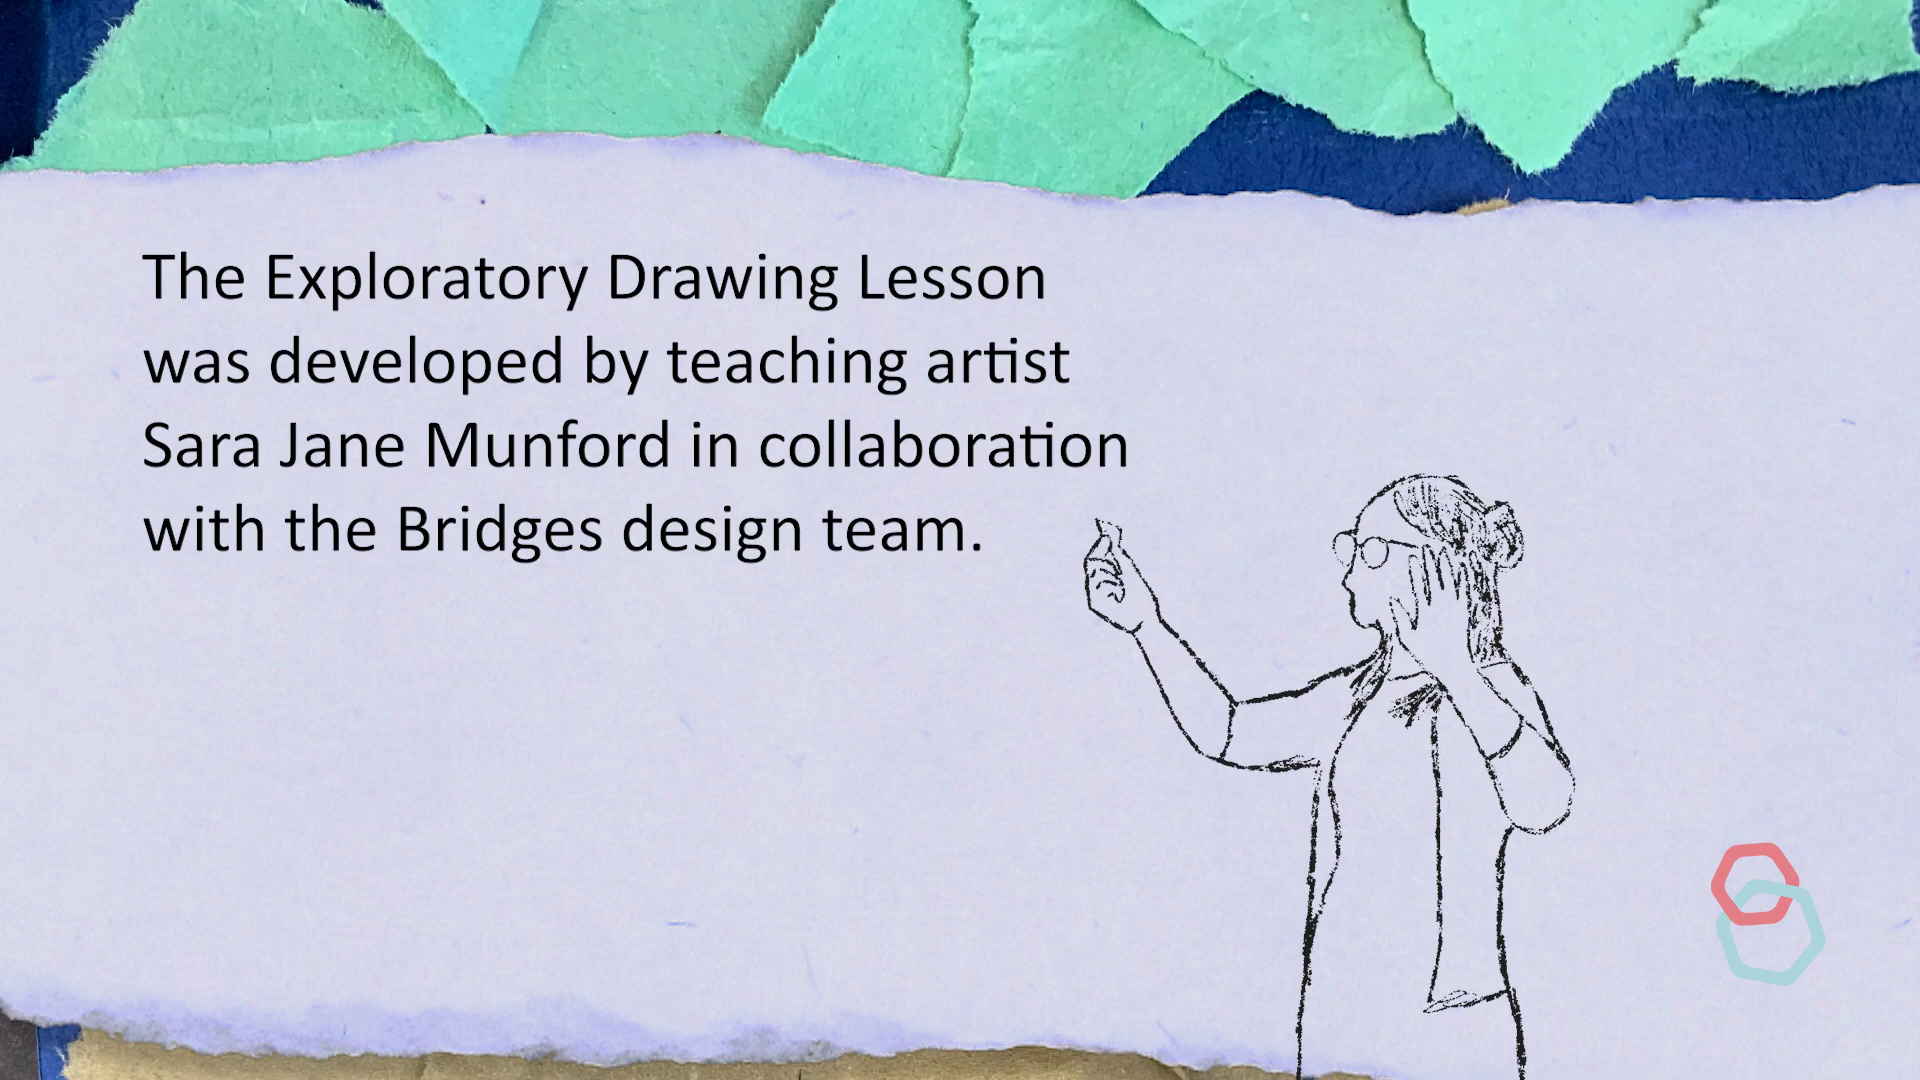 The Exploratory Drawing Lesson
was developed by teaching artist
Sara Jane Munford in collaboration
with the Bridges design team.